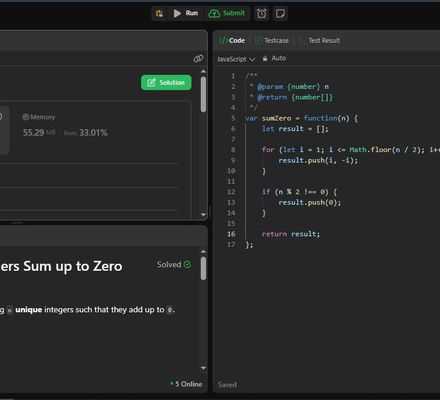 Run Submit
</>Code Testcase >_ Test Result
JavaScript Auto
Solution
Memory
55.29 MB Beats 33.01%
1 /**
2 * @param {number} n
3 * @return {number[]}
4 */
5 var sumZero = function(n) {
6 let result = [];
7
8 for (let i = 1; i <= Math.floor(n / 2); i++
9 result.push(i, -i);
10 }
11
12 if (n % 2 !== 0) {
13 result.push(0);
14 }
15
16 return result;
17 };
ers Sum up to Zero
Solved
ng n unique integers such that they add up to 0.
5 Online
Saved